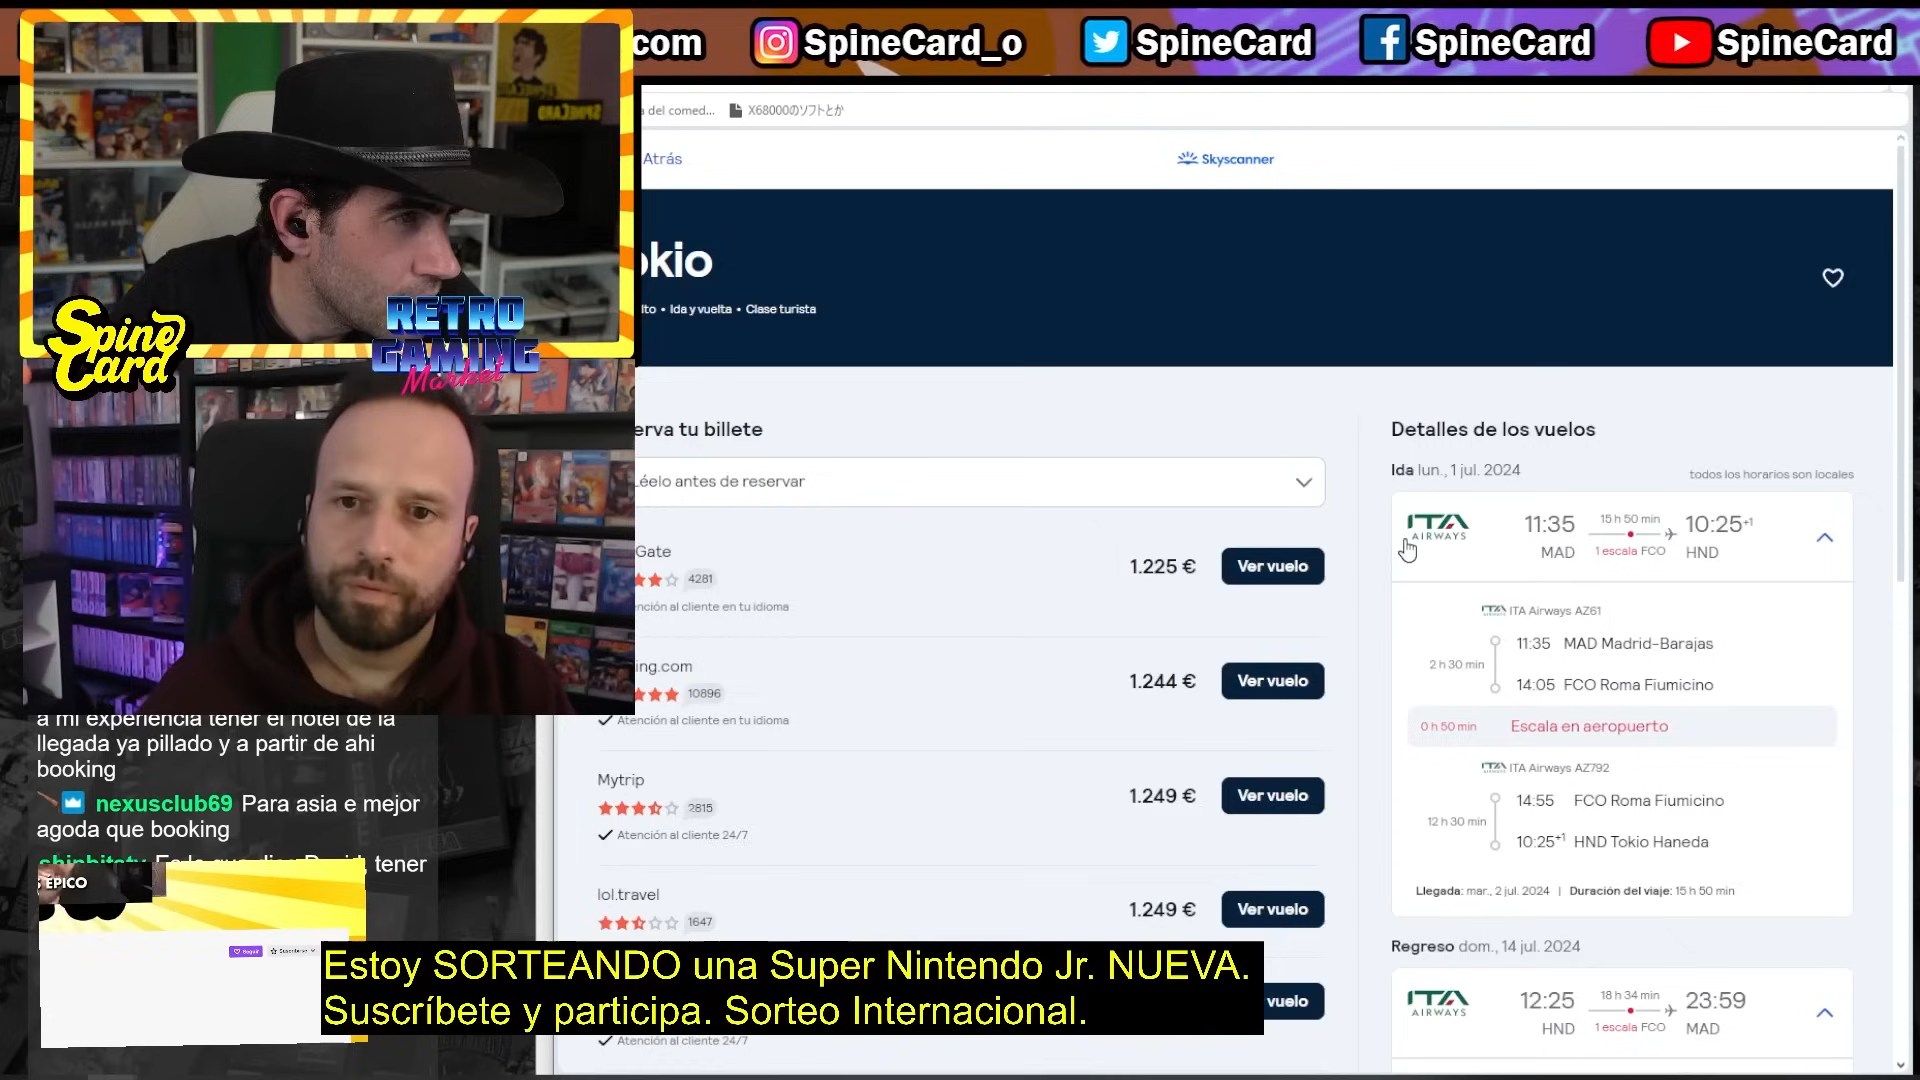 com
SpineCard_o
SpineCard
SpineCard
SpineCard
a del comed...
X68000のソフトとか
Atrás
Skyscanner
okio
Ida y vuelta • Clase turista
Spine
Card
RETRO
GAMING
Market
erva tu billete
Léelo antes de reservar
Gate
4281
nción al cliente en tu idioma
1.225 €
Ver vuelo
ing.com
10896
Atención al cliente en tu idioma
1.244 €
Ver vuelo
Mytrip
2815
Atención al cliente 24/7
1.249 €
Ver vuelo
lol.travel
1647
1.249 €
Ver vuelo
vuelo
Atención al cliente 24/7
Detalles de los vuelos
Ida lun., 1 jul. 2024
todos los horarios son locales
ITA
AIRWAYS
11:35
MAD
15 h 50 min
1 escala FCO
10:25+1
HND
ITA Airways AZ61
11:35 MAD Madrid-Barajas
2 h 30 min
14:05 FCO Roma Fiumicino
0 h 50 min Escala en aeropuerto
ITA Airways AZ792
14:55 FCO Roma Fiumicino
12 h 30 min
10:25+1 HND Tokio Haneda
Llegada: mar., 2 jul. 2024 | Duración del viaje: 15 h 50 min
Regreso dom., 14 jul. 2024
ITA
AIRWAYS
12:25
HND
18 h 34 min
1 escala FCO
23:59
MAD
a mi experiencia tener el hotel de la
llegada ya pillado y a partir de ahi
booking
nexusclub69 Para asia e mejor
agoda que booking
tener
ÉPICO
Estoy SORTEANDO una Super Nintendo Jr. NUEVA.
Suscríbete y participa. Sorteo Internacional.